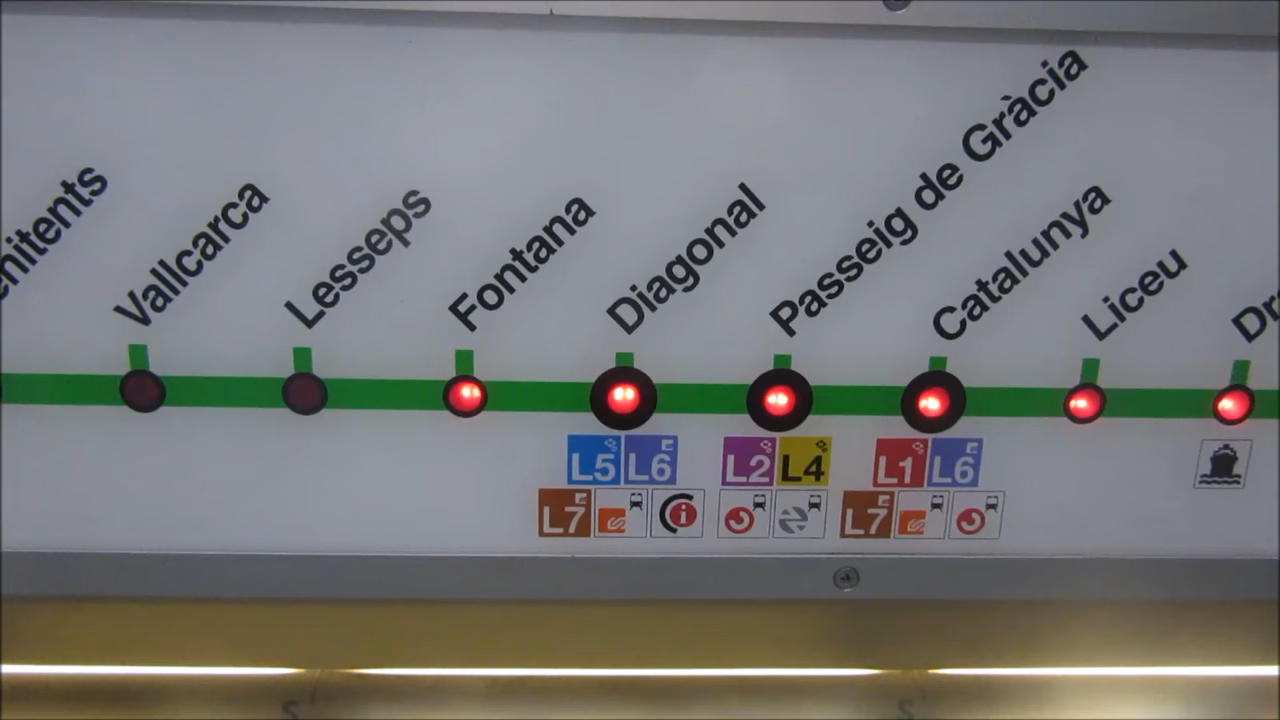 Vallcarca
Lesseps
Fontana
Diagonal
Passeig de Gràcia
Catalunya
Liceu
L5 L6
L2 L4
L1 L6
L7
L7